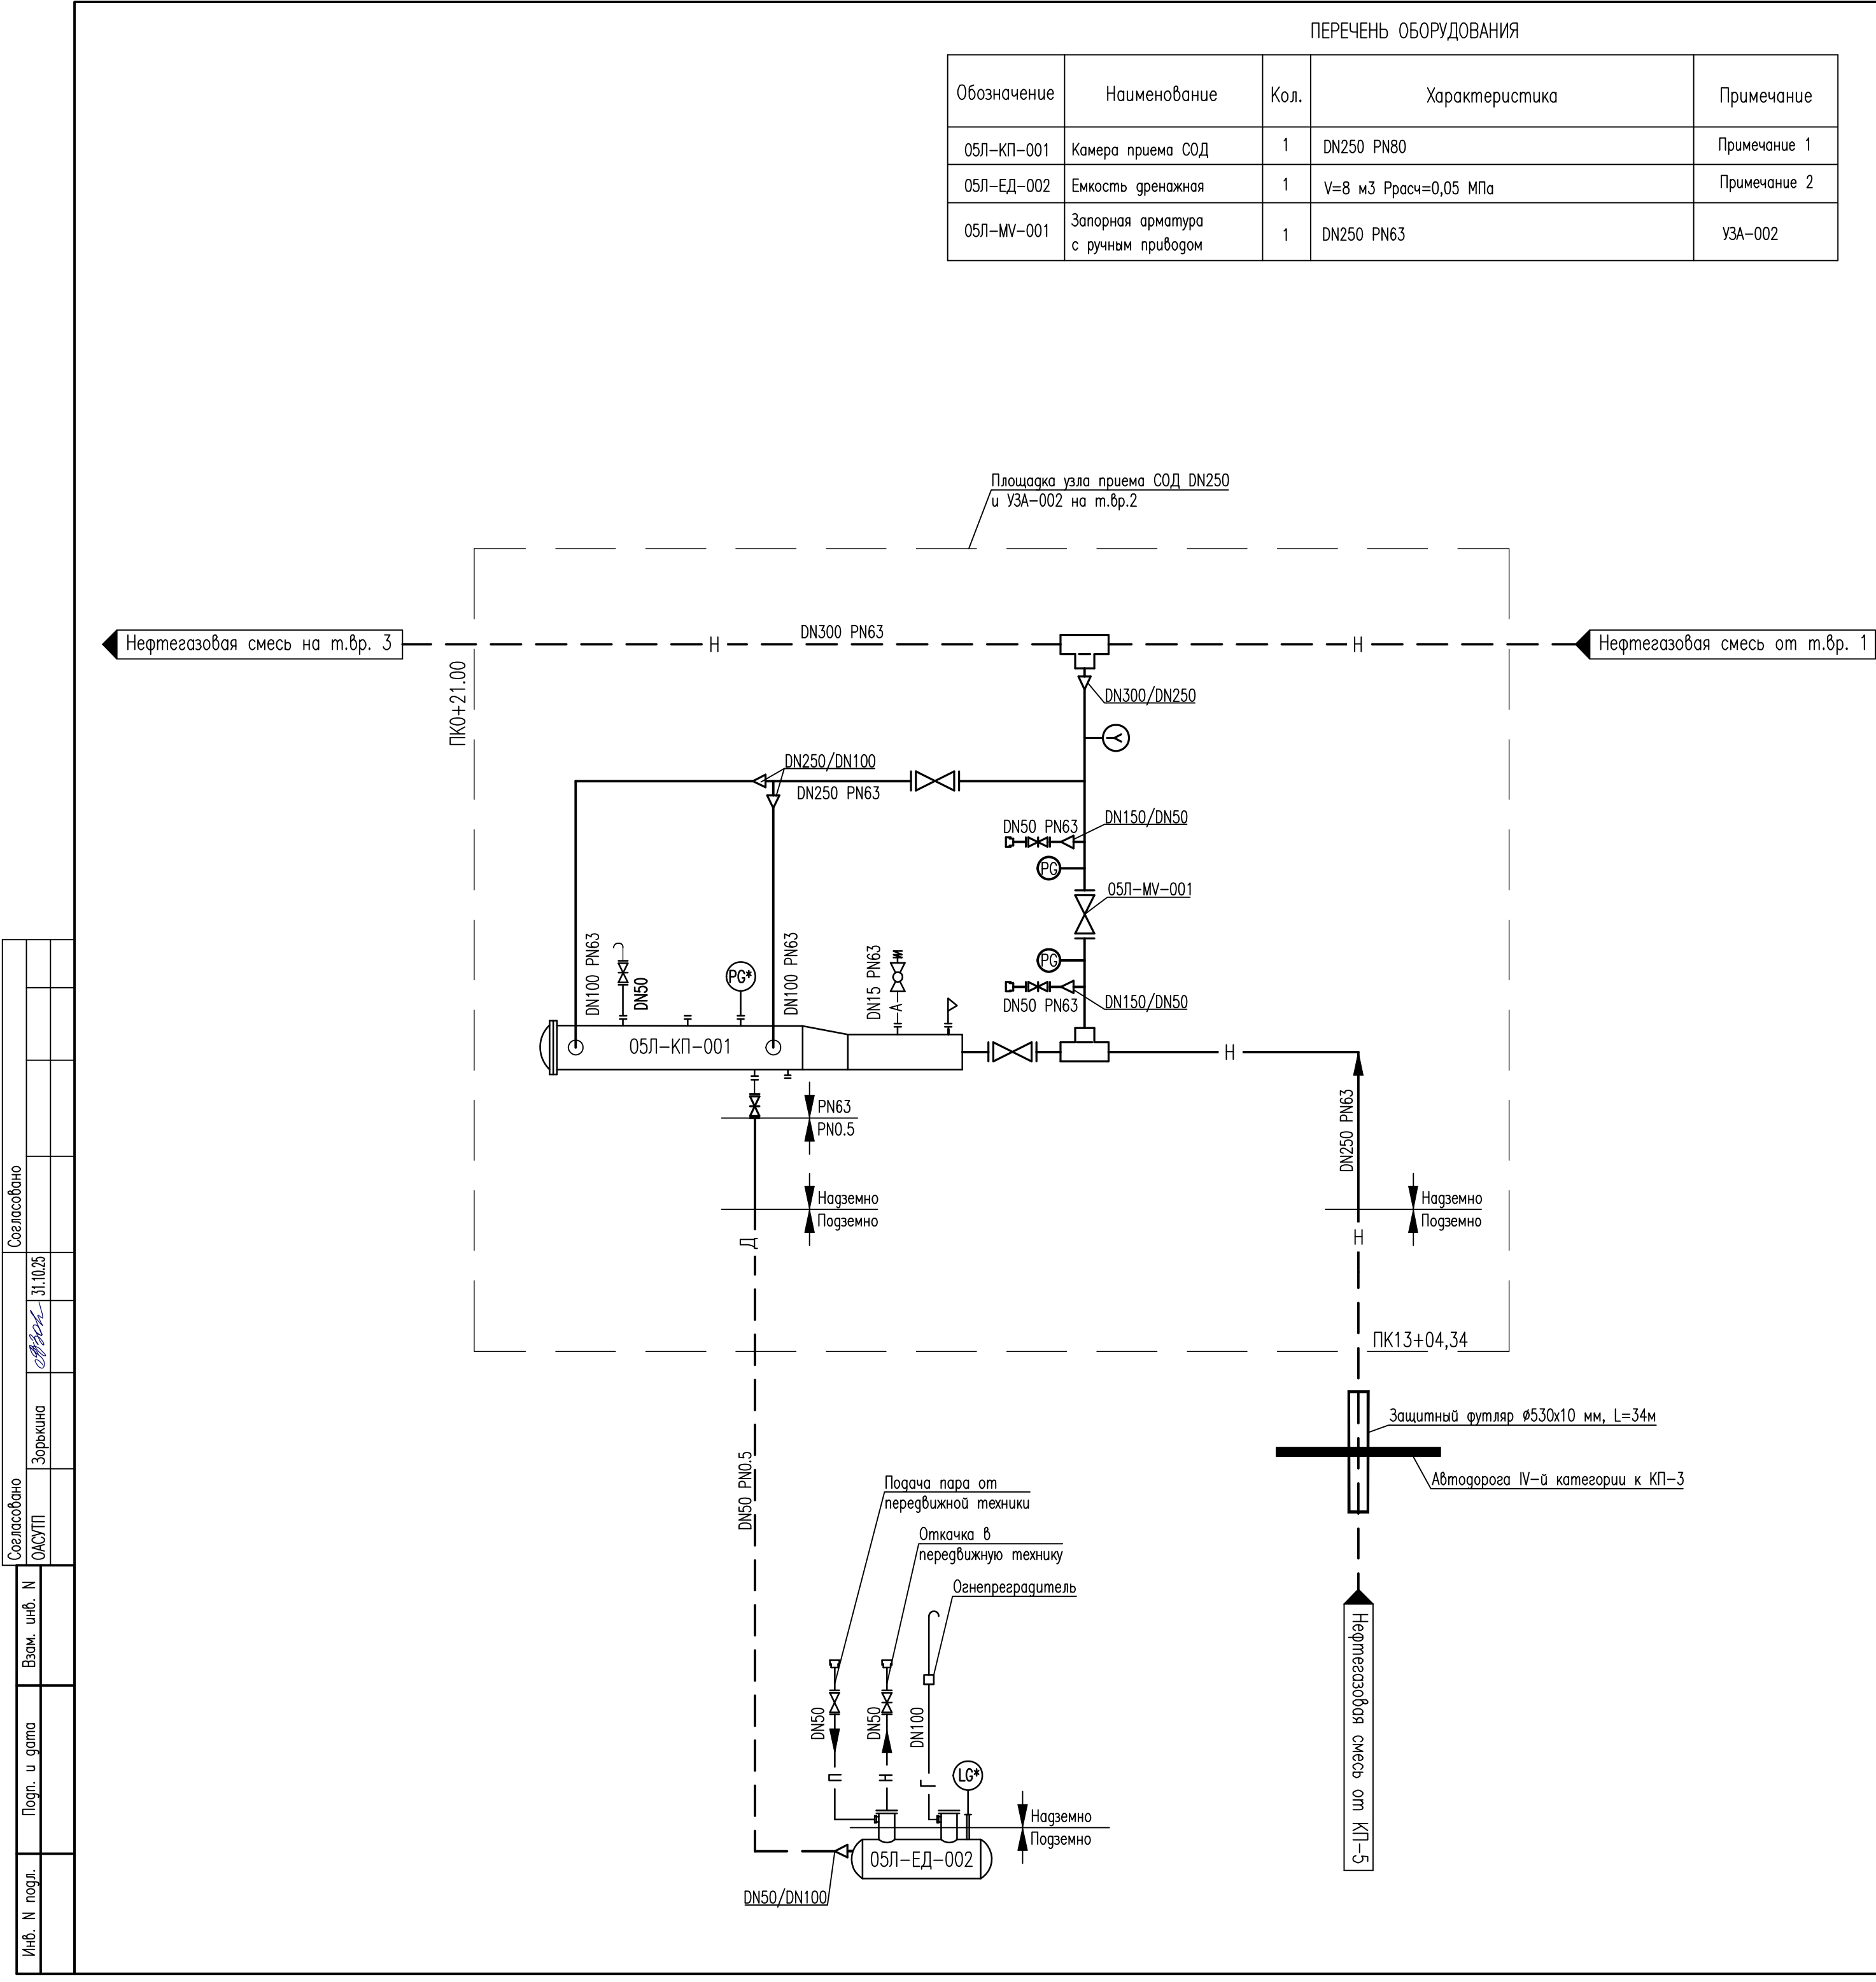 ПЕРЕЧЕНЬ ОБОРУДОВАНИЯ
Обозначение Наименование Кол. Характеристика Примечание
05Л-КП-001 Камера приема СОД 1 DN250 PN80 Примечание 1
05Л-ЕД-002 Емкость дренажная 1 V=8 м3 Ррасч=0,05 МПа Примечание 2
05Л-МV-001 Запорная арматура с ручным приводом 1 DN250 PN63 УЗА-002
Площадка узла приема СОД DN250
и УЗА-002 на т.вр.2
Нефтегазовая смесь на т.вр. 3
Н
DN300 PN63
Н
Нефтегазовая смесь от т.вр. 1
ПК0+21.00
DN300/DN250
Y
DN250/DN100
DN250 PN63
DN50 PN63
DN150/DN50
PG
05Л-МV-001
DN100 PN63
DN50
PG*
DN100 PN63
DN15 PN63
А
PG
DN50 PN63
DN150/DN50
05Л-КП-001
Н
PN63
PN0.5
DN250 PN63
Надземно
Подземно
Надземно
Подземно
Д
Н
ПК13+04,34
Защитный футляр ø530х10 мм, L=34м
Автодорога IV-й категории к КП-3
DN50 PN0.5
Подача пара от
передвижной техники
Откачка в
передвижную технику
Огнепреградитель
DN50
DN50
DN100
П
Н
Г
LG*
Надземно
Подземно
05Л-ЕД-002
DN50/DN100
Нефтегазовая смесь от КП-5
Согласовано
Согласовано
ОАСУТП
Зорькина
31.10.25
Взам. инв. N
Подп. и дата
Инв. N подл.